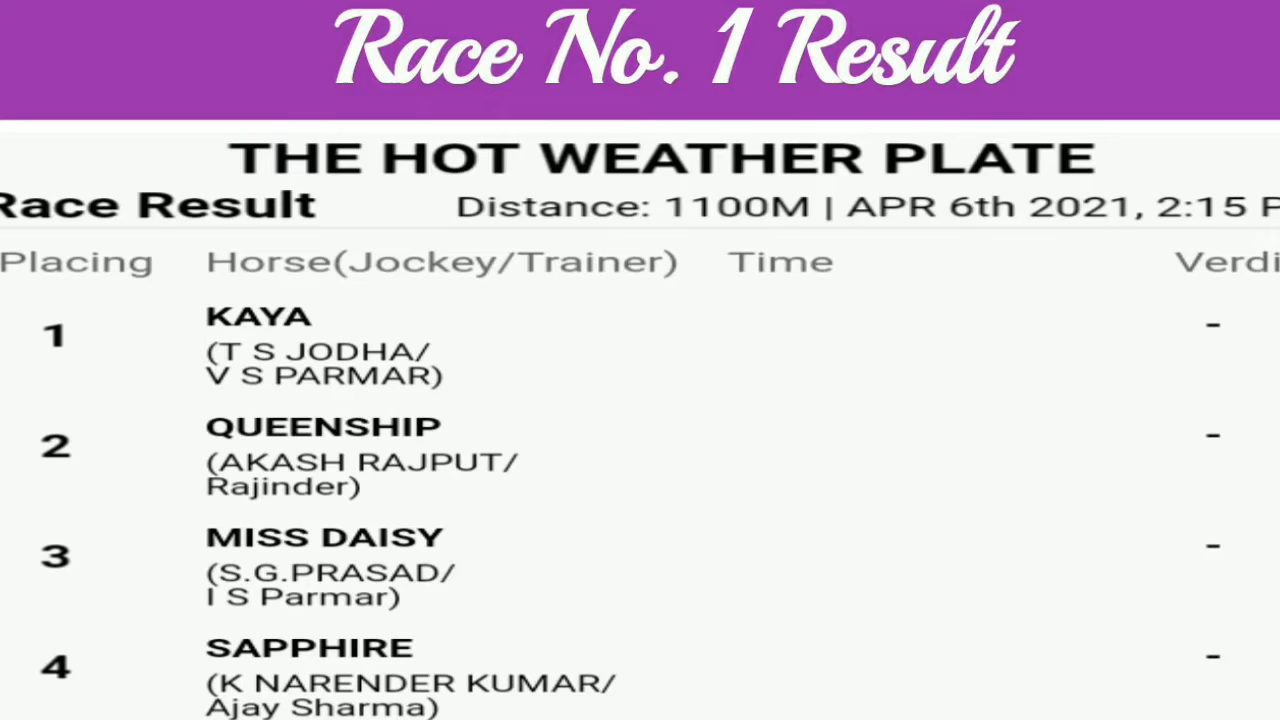 Race No. 1 Result
THE HOT WEATHER PLATE
Race Result Distance: 1100M | APR 6th 2021, 2:15 P
Placing Horse(Jockey/Trainer) Time Verdi
1 KAYA -
(T S JODHA/
V S PARMAR)
2 QUEENSHIP -
(AKASH RAJPUT/
Rajinder)
3 MISS DAISY -
(S.G.PRASAD/
I S Parmar)
4 SAPPHIRE -
(K NARENDER KUMAR/
Ajay Sharma)